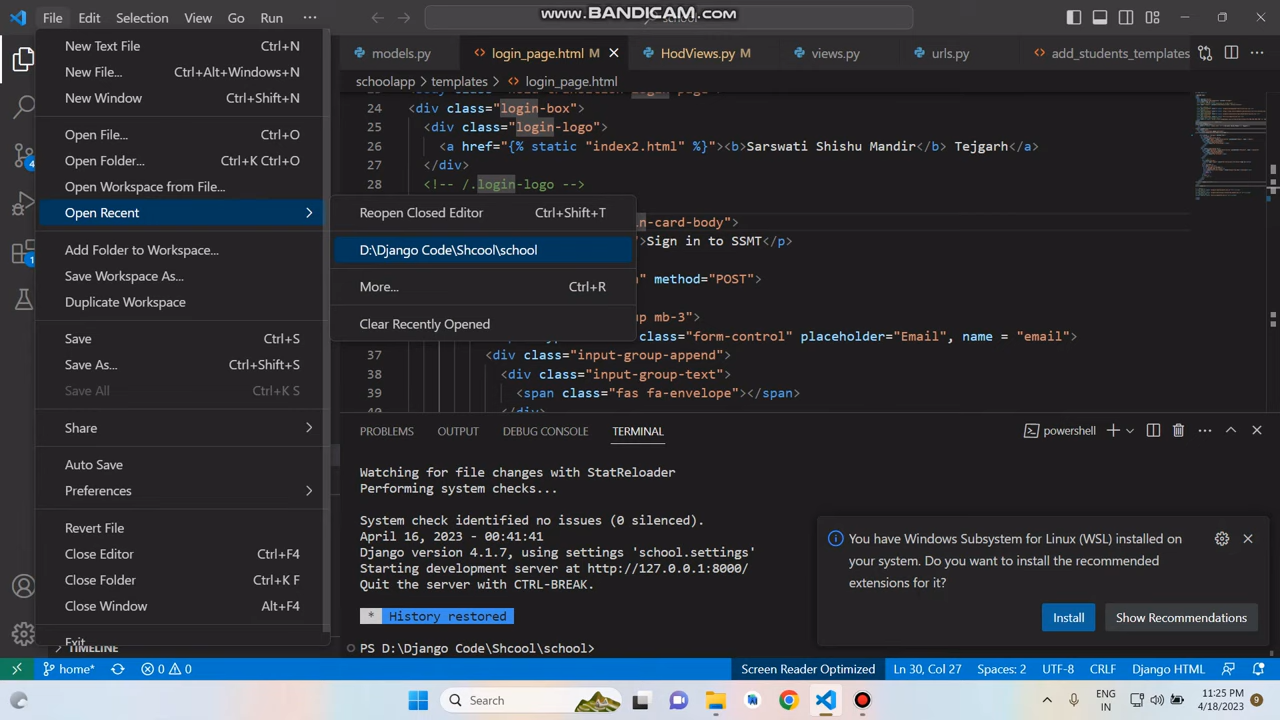 File Edit Selection View Go Run ···
www.BANDICAM.com
New Text File Ctrl+N
New File... Ctrl+Alt+Windows+N
New Window Ctrl+Shift+N
Open File... Ctrl+O
Open Folder... Ctrl+K Ctrl+O
Open Workspace from File...
Open Recent
Add Folder to Workspace...
Save Workspace As...
Duplicate Workspace
Save Ctrl+S
Save As... Ctrl+Shift+S
Save All Ctrl+K S
Share
Auto Save
Preferences
Revert File
Close Editor Ctrl+F4
Close Folder Ctrl+K F
Close Window Alt+F4
Exit
TIMELINE
Reopen Closed Editor Ctrl+Shift+T
D:\Django Code\Shcool\school
More... Ctrl+R
Clear Recently Opened
4
1
models.py login_page.html M HodViews.py M views.py urls.py add_students_templates
schoolapp > templates > login_page.html
24 <div class="login-box">
25 <div class="login-logo">
26 <a href="{% static "index2.html" %}"><b>Sarswati Shishu Mandir</b> Tejgarh</a>
27 </div>
28 <!-- /.login-logo -->
n-card-body">
">Sign in to SSMT</p>
" method="POST">
p mb-3">
class="form-control" placeholder="Email", name = "email">
37 <div class="input-group-append">
38 <div class="input-group-text">
39 <span class="fas fa-envelope"></span>
40 </div>
PROBLEMS OUTPUT DEBUG CONSOLE TERMINAL
powershell
Watching for file changes with StatReloader
Performing system checks...
System check identified no issues (0 silenced).
April 16, 2023 - 00:41:41
Django version 4.1.7, using settings 'school.settings'
Starting development server at http://127.0.0.1:8000/
Quit the server with CTRL-BREAK.
* History restored
PS D:\Django Code\Shcool\school>
You have Windows Subsystem for Linux (WSL) installed on
your system. Do you want to install the recommended
extensions for it?
Install Show Recommendations
home* 0 0 Screen Reader Optimized Ln 30, Col 27 Spaces: 2 UTF-8 CRLF Django HTML
Search
ENG
IN
11:25 PM
4/18/2023
9